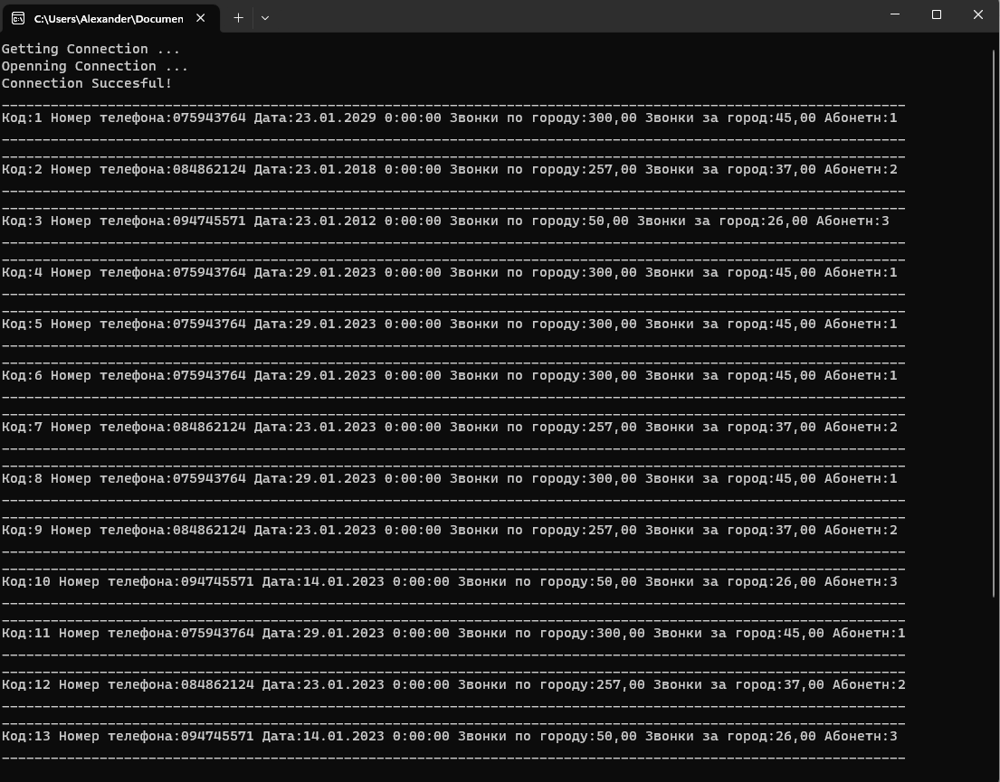 C:\Users\Alexander\Documen
Getting Connection ...
Openning Connection ...
Connection Succesful!
Код:1 Номер телефона:075943764 Дата:23.01.2029 0:00:00 Звонки по городу:300,00 Звонки за город:45,00 Абонетн:1
Код:2 Номер телефона:084862124 Дата:23.01.2018 0:00:00 Звонки по городу:257,00 Звонки за город:37,00 Абонетн:2
Код:3 Номер телефона:094745571 Дата:23.01.2012 0:00:00 Звонки по городу:50,00 Звонки за город:26,00 Абонетн:3
Код:4 Номер телефона:075943764 Дата:29.01.2023 0:00:00 Звонки по городу:300,00 Звонки за город:45,00 Абонетн:1
Код:5 Номер телефона:075943764 Дата:29.01.2023 0:00:00 Звонки по городу:300,00 Звонки за город:45,00 Абонетн:1
Код:6 Номер телефона:075943764 Дата:29.01.2023 0:00:00 Звонки по городу:300,00 Звонки за город:45,00 Абонетн:1
Код:7 Номер телефона:084862124 Дата:23.01.2023 0:00:00 Звонки по городу:257,00 Звонки за город:37,00 Абонетн:2
Код:8 Номер телефона:075943764 Дата:29.01.2023 0:00:00 Звонки по городу:300,00 Звонки за город:45,00 Абонетн:1
Код:9 Номер телефона:084862124 Дата:23.01.2023 0:00:00 Звонки по городу:257,00 Звонки за город:37,00 Абонетн:2
Код:10 Номер телефона:094745571 Дата:14.01.2023 0:00:00 Звонки по городу:50,00 Звонки за город:26,00 Абонетн:3
Код:11 Номер телефона:075943764 Дата:29.01.2023 0:00:00 Звонки по городу:300,00 Звонки за город:45,00 Абонетн:1
Код:12 Номер телефона:084862124 Дата:23.01.2023 0:00:00 Звонки по городу:257,00 Звонки за город:37,00 Абонетн:2
Код:13 Номер телефона:094745571 Дата:14.01.2023 0:00:00 Звонки по городу:50,00 Звонки за город:26,00 Абонетн:3